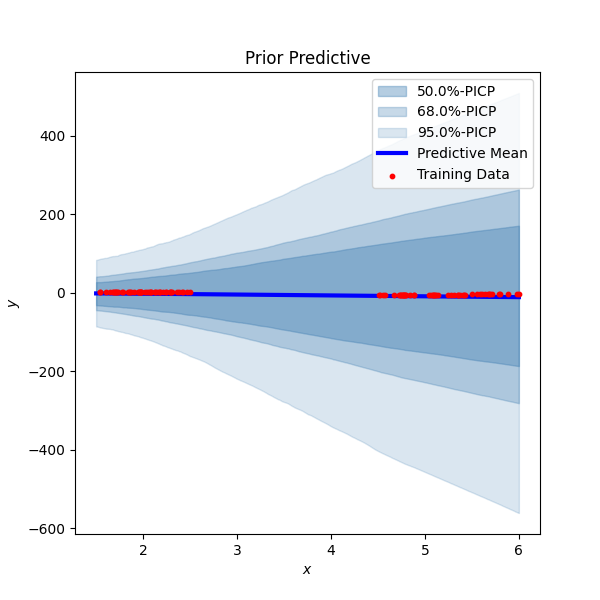 Prior Predictive
50.0%-PICP
68.0%-PICP
95.0%-PICP
Predictive Mean
Training Data
400
200
0
−200
−400
−600
y
2 3 4 5 6
x